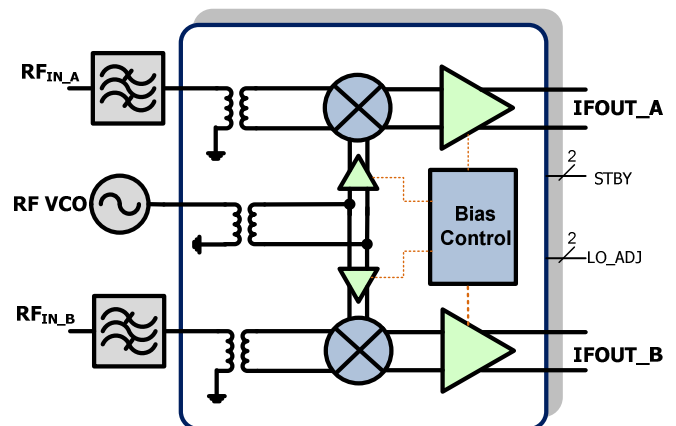 RFIN_A
IFOUT_A
2
STBY
RF VCO
Bias
Control
2
LO_ADJ
RFIN_B
IFOUT_B